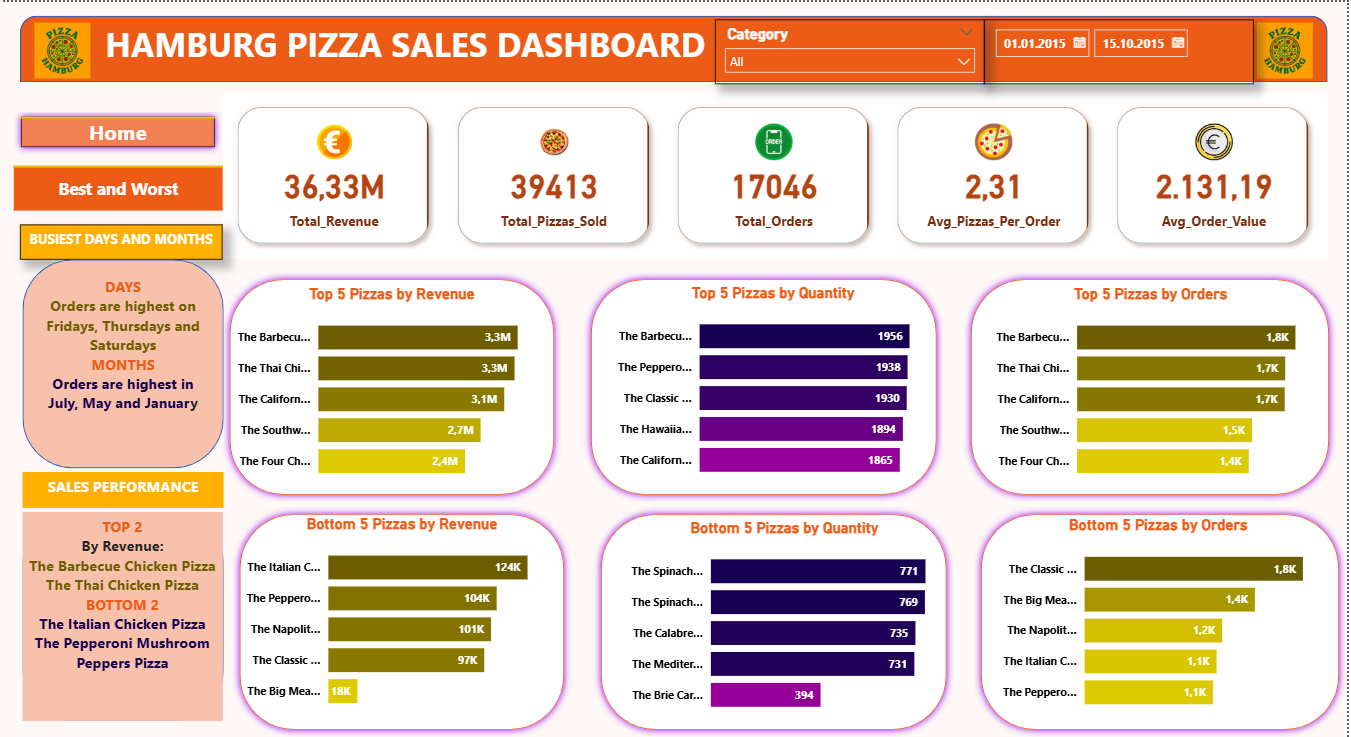 PIZZA
HAMBURG
HAMBURG PIZZA SALES DASHBOARD
Category
All
01.01.2015
15.10.2015
PIZZA
HAMBURG
Home
Best and Worst
BUSIEST DAYS AND MONTHS
DAYS
Orders are highest on
Fridays, Thursdays and
Saturdays
MONTHS
Orders are highest in
July, May and January
SALES PERFORMANCE
TOP 2
By Revenue:
The Barbecue Chicken Pizza
The Thai Chicken Pizza
BOTTOM 2
The Italian Chicken Pizza
The Pepperoni Mushroom
Peppers Pizza
36,33M
Total_Revenue
39413
Total_Pizzas_Sold
ORDER
17046
Total_Orders
2,31
Avg_Pizzas_Per_Order
2.131,19
Avg_Order_Value
Top 5 Pizzas by Revenue
The Barbecu... 3,3M
The Thai Chi... 3,3M
The Californ... 3,1M
The Southw... 2,7M
The Four Ch... 2,4M
Top 5 Pizzas by Quantity
The Barbecu... 1956
The Peppero... 1938
The Classic ... 1930
The Hawaiia... 1894
The Californ... 1865
Top 5 Pizzas by Orders
The Barbecu... 1,8K
The Thai Chi... 1,7K
The Californ... 1,7K
The Southw... 1,5K
The Four Ch... 1,4K
Bottom 5 Pizzas by Revenue
The Italian C... 124K
The Peppero... 104K
The Napolit... 101K
The Classic ... 97K
The Big Mea... 18K
Bottom 5 Pizzas by Quantity
The Spinach... 771
The Spinach... 769
The Calabre... 735
The Mediter... 731
The Brie Car... 394
Bottom 5 Pizzas by Orders
The Classic ... 1,8K
The Big Mea... 1,4K
The Napolit... 1,2K
The Italian C... 1,1K
The Peppero... 1,1K